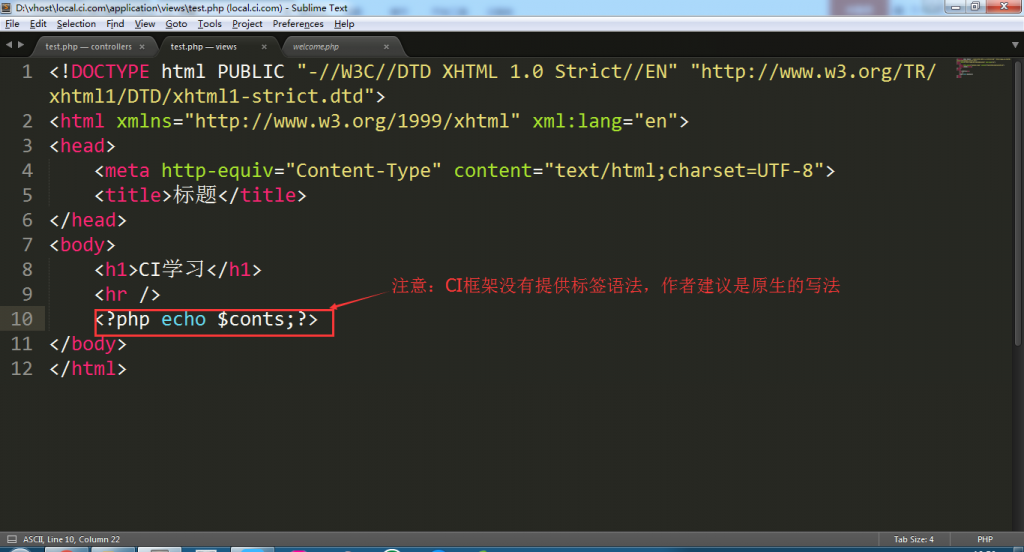 D:\vhost\local.ci.com\application\views\test.php (local.ci.com) - Sublime Text
File Edit Selection Find View Goto Tools Project Preferences Help
test.php — controllers × test.php — views × welcome.php ×
1 <!DOCTYPE html PUBLIC "-//W3C//DTD XHTML 1.0 Strict//EN" "http://www.w3.org/TR/
xhtml1/DTD/xhtml1-strict.dtd">
2 <html xmlns="http://www.w3.org/1999/xhtml" xml:lang="en">
3 <head>
4 <meta http-equiv="Content-Type" content="text/html;charset=UTF-8">
5 <title>标题</title>
6 </head>
7 <body>
8 <h1>CI学习</h1>
9 <hr />
注意：CI框架没有提供标签语法，作者建议是原生的写法
10 <?php echo $conts;?>
11 </body>
12 </html>
ASCII, Line 10, Column 22 Tab Size: 4 PHP